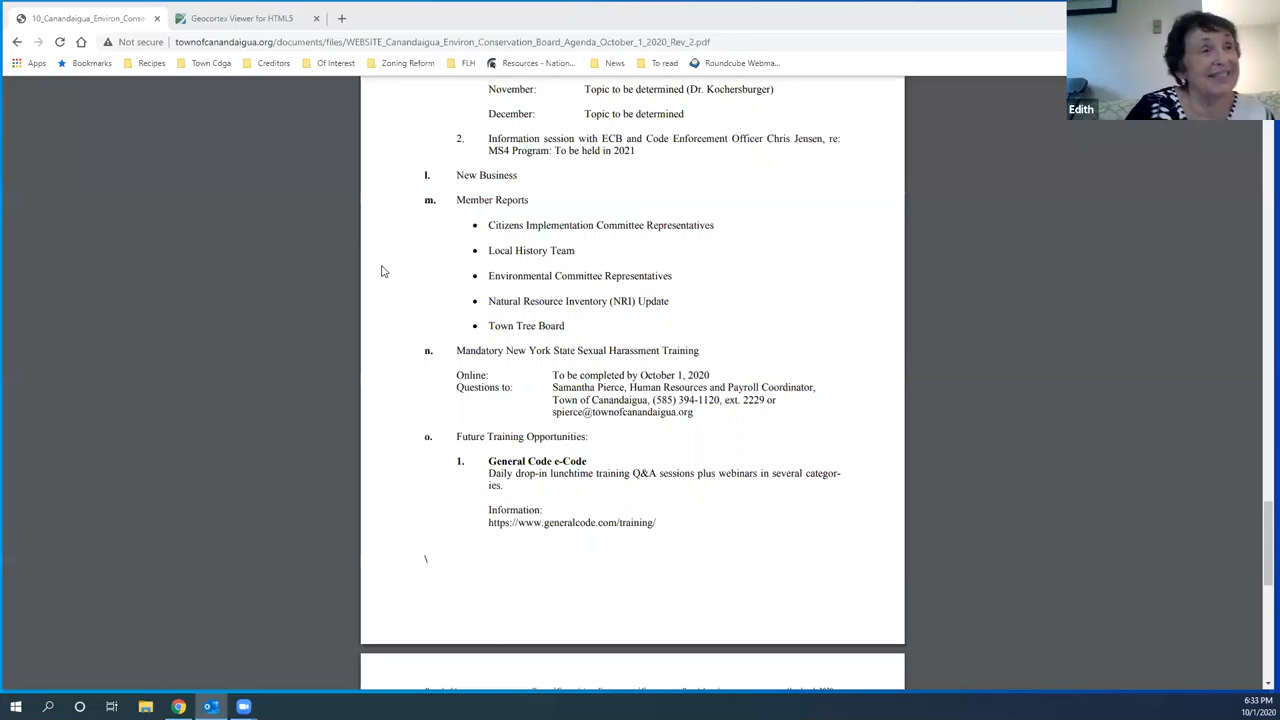 10_Canandaigua_Environ_Cons
Geocortex Viewer for HTML5
Not secure
townofcanandaigua.org/documents/files/WEBSITE_Canandaigua_Environ_Conservation_Board_Agenda_October_1_2020_Rev_2.pdf
Apps Bookmarks Recipes Town Cdga Creditors Of Interest Zoning Reform FLH Resources - Nation... News To read Roundcube Webma...
Edith
November: Topic to be determined (Dr. Kochersburger)
December: Topic to be determined
2. Information session with ECB and Code Enforcement Officer Chris Jensen, re:
MS4 Program: To be held in 2021
l. New Business
m. Member Reports
• Citizens Implementation Committee Representatives
• Local History Team
• Environmental Committee Representatives
• Natural Resource Inventory (NRI) Update
• Town Tree Board
n. Mandatory New York State Sexual Harassment Training
Online: To be completed by October 1, 2020
Questions to: Samantha Pierce, Human Resources and Payroll Coordinator,
Town of Canandaigua, (585) 394-1120, ext. 2229 or
spierce@townofcanandaigua.org
o. Future Training Opportunities:
1. General Code e-Code
Daily drop-in lunchtime training Q&A sessions plus webinars in several categor-
ies.
Information:
https://www.generalcode.com/training/
\
6:33 PM
10/1/2020